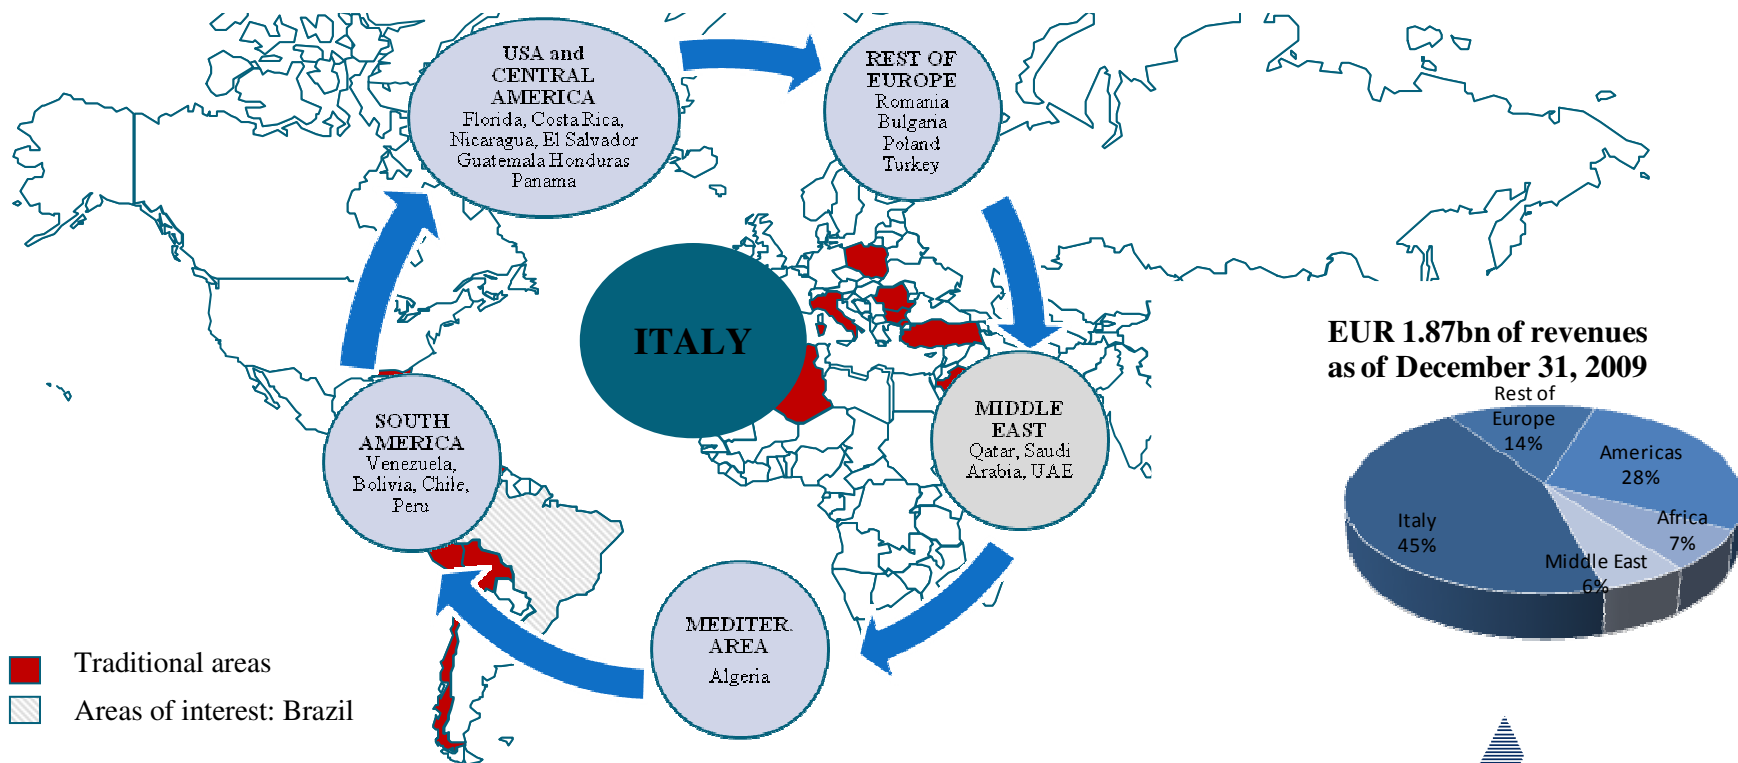 USA and
CENTRAL
AMERICA
Florida, Costa Rica,
Nicaragua, El Salvador
Guatemala Honduras
Panama
REST OF
EUROPE
Romania
Bulgaria
Poland
Turkey
ITALY
MIDDLE
EAST
Qatar, Saudi
Arabia, UAE
SOUTH
AMERICA
Venezuela,
Bolivia, Chile,
Peru
MEDITER.
AREA
Algeria
Traditional areas
Areas of interest: Brazil
EUR 1.87bn of revenues
as of December 31, 2009
Rest of
Europe
14%
Americas
28%
Africa
7%
Middle East
6%
Italy
45%